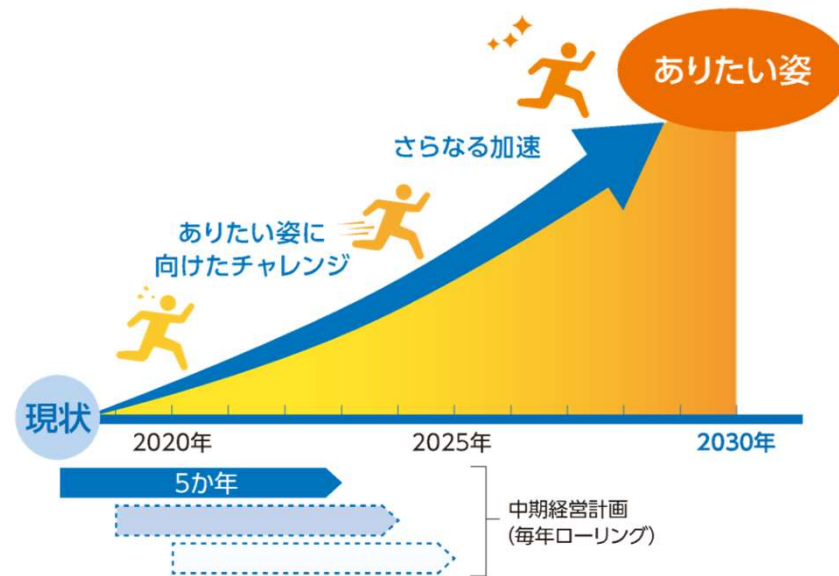 ありたい姿
さらなる加速
ありたい姿に
向けたチャレンジ
現状
2020年
2025年
2030年
5か年
中期経営計画
(毎年ローリング)